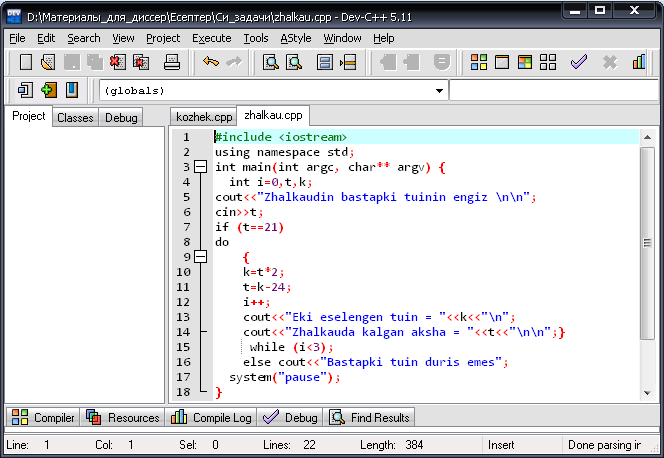 D:\Материалы_для_диссер\Есептер\Си_задачи\zhalkau.cpp - Dev-C++ 5.11
File Edit Search View Project Execute Tools AStyle Window Help
(globals)
Project Classes Debug
kozhek.cpp zhalkau.cpp
1 #include <iostream>
2 using namespace std;
3 int main(int argc, char** argv) {
4 int i=0,t,k;
5 cout<<"Zhalkaudin bastapki tuinin engiz \n\n";
6 cin>>t;
7 if (t==21)
8 do
9 {
10 k=t*2;
11 t=k-24;
12 i++;
13 cout<<"Eki eselengen tuin = "<<k<<"\n";
14 cout<<"Zhalkauda kalgan aksha = "<<t<<"\n\n";}
15 while (i<3);
16 else cout<<"Bastapki tuin duris emes";
17 system("pause");
18 }
Compiler Resources Compile Log Debug Find Results
Line: 1 Col: 1 Sel: 0 Lines: 22 Length: 384 Insert Done parsing ir